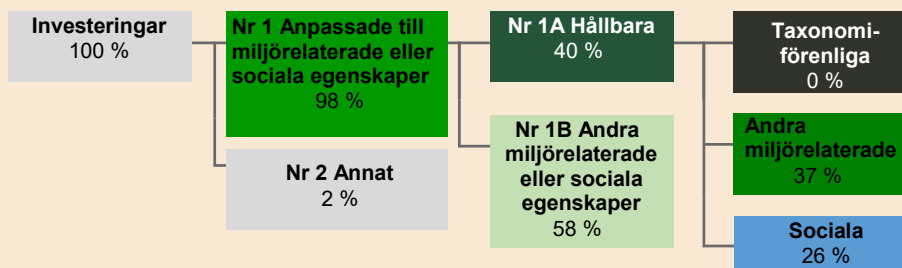 Investeringar
100 %
Nr 1 Anpassade till
miljörelaterade eller
sociala egenskaper
98 %
Nr 2 Annat
2 %
Nr 1A Hållbara
40 %
Nr 1B Andra
miljörelaterade
eller sociala
egenskaper
58 %
Taxonomi-
förenliga
0 %
Andra
miljörelaterade
37 %
Sociala
26 %